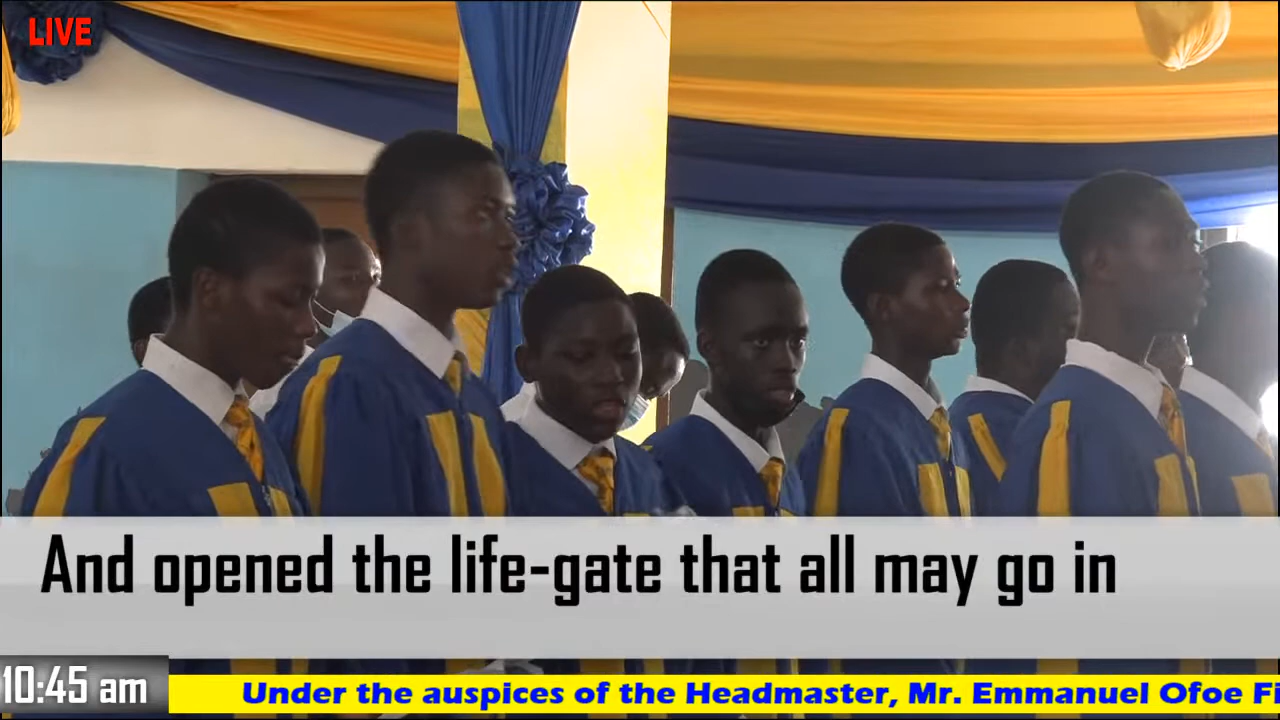 LIVE
And opened the life-gate that all may go in
10:45 am
Under the auspices of the Headmaster, Mr. Emmanuel Ofoe Fi